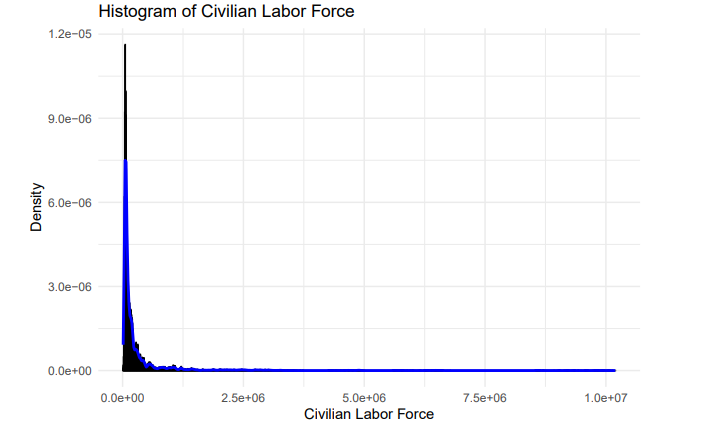 Histogram of Civilian Labor Force
1.2e−05
9.0e−06
6.0e−06
3.0e−06
0.0e+00
Density
0.0e+00 2.5e+06 5.0e+06 7.5e+06 1.0e+07
Civilian Labor Force